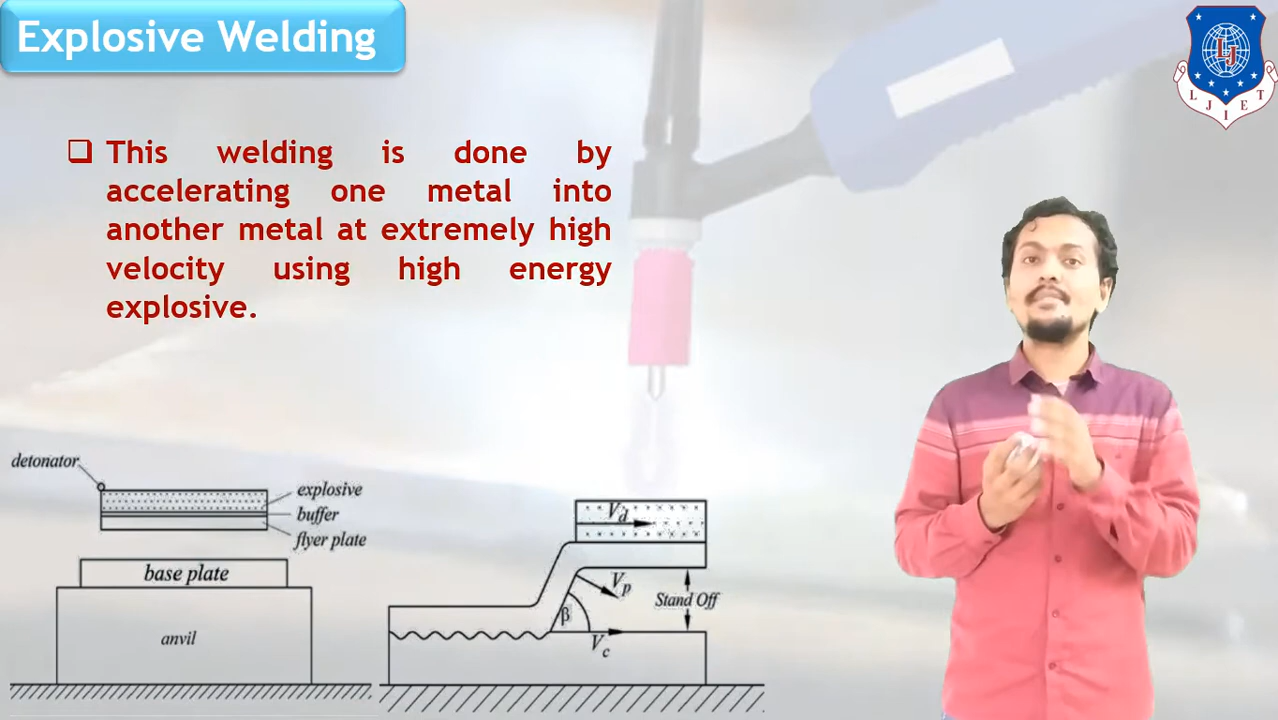 Explosive Welding
L J I E T
LJ
❑ This welding is done by
accelerating one metal into
another metal at extremely high
velocity using high energy
explosive.
detonator
explosive
buffer
flyer plate
base plate
anvil
Vd
Vp
Stand Off
β
Vc